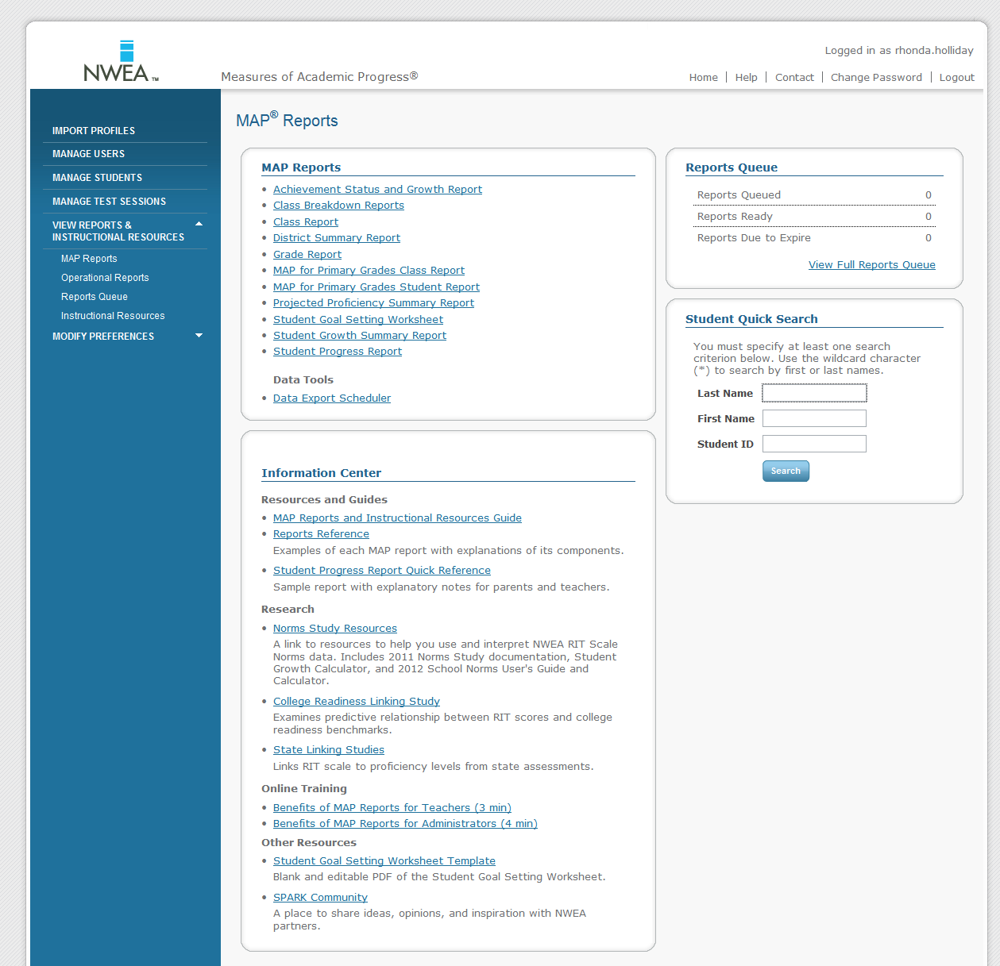 NWEA™
Measures of Academic Progress®
Logged in as rhonda.holliday
Home | Help | Contact | Change Password | Logout
IMPORT PROFILES
MANAGE USERS
MANAGE STUDENTS
MANAGE TEST SESSIONS
VIEW REPORTS &
INSTRUCTIONAL RESOURCES
MAP Reports
Operational Reports
Reports Queue
Instructional Resources
MODIFY PREFERENCES
MAP® Reports
MAP Reports
• Achievement Status and Growth Report
• Class Breakdown Reports
• Class Report
• District Summary Report
• Grade Report
• MAP for Primary Grades Class Report
• MAP for Primary Grades Student Report
• Projected Proficiency Summary Report
• Student Goal Setting Worksheet
• Student Growth Summary Report
• Student Progress Report
Data Tools
• Data Export Scheduler
Information Center
Resources and Guides
• MAP Reports and Instructional Resources Guide
• Reports Reference
Examples of each MAP report with explanations of its components.
• Student Progress Report Quick Reference
Sample report with explanatory notes for parents and teachers.
Research
• Norms Study Resources
A link to resources to help you use and interpret NWEA RIT Scale
Norms data. Includes 2011 Norms Study documentation, Student
Growth Calculator, and 2012 School Norms User's Guide and
Calculator.
• College Readiness Linking Study
Examines predictive relationship between RIT scores and college
readiness benchmarks.
• State Linking Studies
Links RIT scale to proficiency levels from state assessments.
Online Training
• Benefits of MAP Reports for Teachers (3 min)
• Benefits of MAP Reports for Administrators (4 min)
Other Resources
• Student Goal Setting Worksheet Template
Blank and editable PDF of the Student Goal Setting Worksheet.
• SPARK Community
A place to share ideas, opinions, and inspiration with NWEA
partners.
Reports Queue
Reports Queued 0
Reports Ready 0
Reports Due to Expire 0
View Full Reports Queue
Student Quick Search
You must specify at least one search
criterion below. Use the wildcard character
(*) to search by first or last names.
Last Name
First Name
Student ID
Search